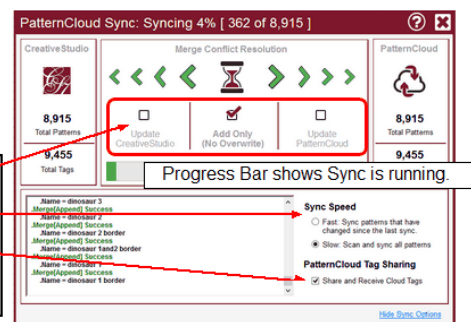 PatternCloud Sync: Syncing 4% [ 362 of 8,915 ]
CreativeStudio
Merge Conflict Resolution
PatternCloud
8,915
Total Patterns
9,455
Total Tags
Update
CreativeStudio
Add Only
(No Overwrite)
Update
PatternCloud
8,915
Total Patterns
9,455
Progress Bar shows Sync is running.
.Name = dinosaur 3
.Merge[Append] Success
.Name = dinosaur 2
.Merge[Append] Success
.Name = dinosaur 2 border
.Merge[Append] Success
.Name = dinosaur 1and2 border
.Merge[Append] Success
.Name = dinosaur 1
.Merge[Append] Success
.Name = dinosaur 1 border
Sync Speed
Fast: Sync patterns that have
changed since the last sync.
Slow: Scan and sync all patterns
PatternCloud
Tag Sharing
Share and Receive Cloud Tags
Hide Sync Options